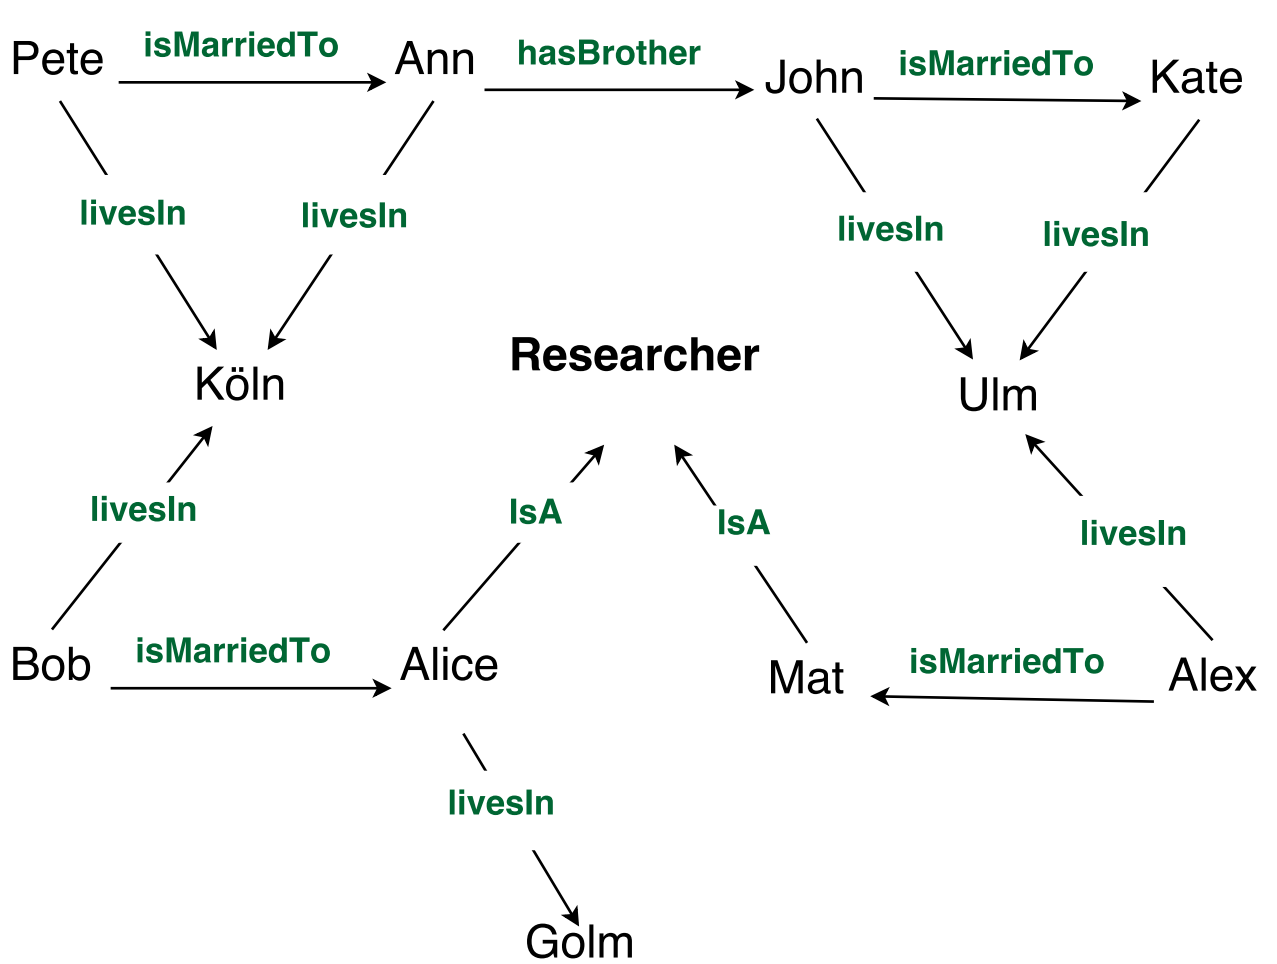 Pete
isMarriedTo
Ann
hasBrother
John
isMarriedTo
Kate
livesIn
livesIn
livesIn
livesIn
Köln
Researcher
Ulm
livesIn
IsA
IsA
livesIn
Bob
isMarriedTo
Alice
Mat
isMarriedTo
Alex
livesIn
Golm